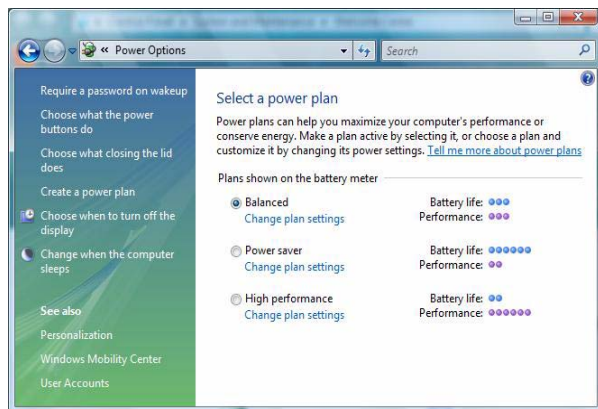 « Power Options
Search
Require a password on wakeup
Choose what the power
buttons do
Choose what closing the lid
does
Create a power plan
Choose when to turn off the
display
Change when the computer
sleeps
See also
Personalization
Windows Mobility Center
User Accounts
Select a power plan
Power plans can help you maximize your computer's performance or
conserve energy. Make a plan active by selecting it, or choose a plan and
customize it by changing its power settings. Tell me more about power plans
Plans shown on the battery meter
Balanced Battery life:
Change plan settings Performance:
Power saver Battery life:
Change plan settings Performance:
High performance Battery life:
Change plan settings Performance: